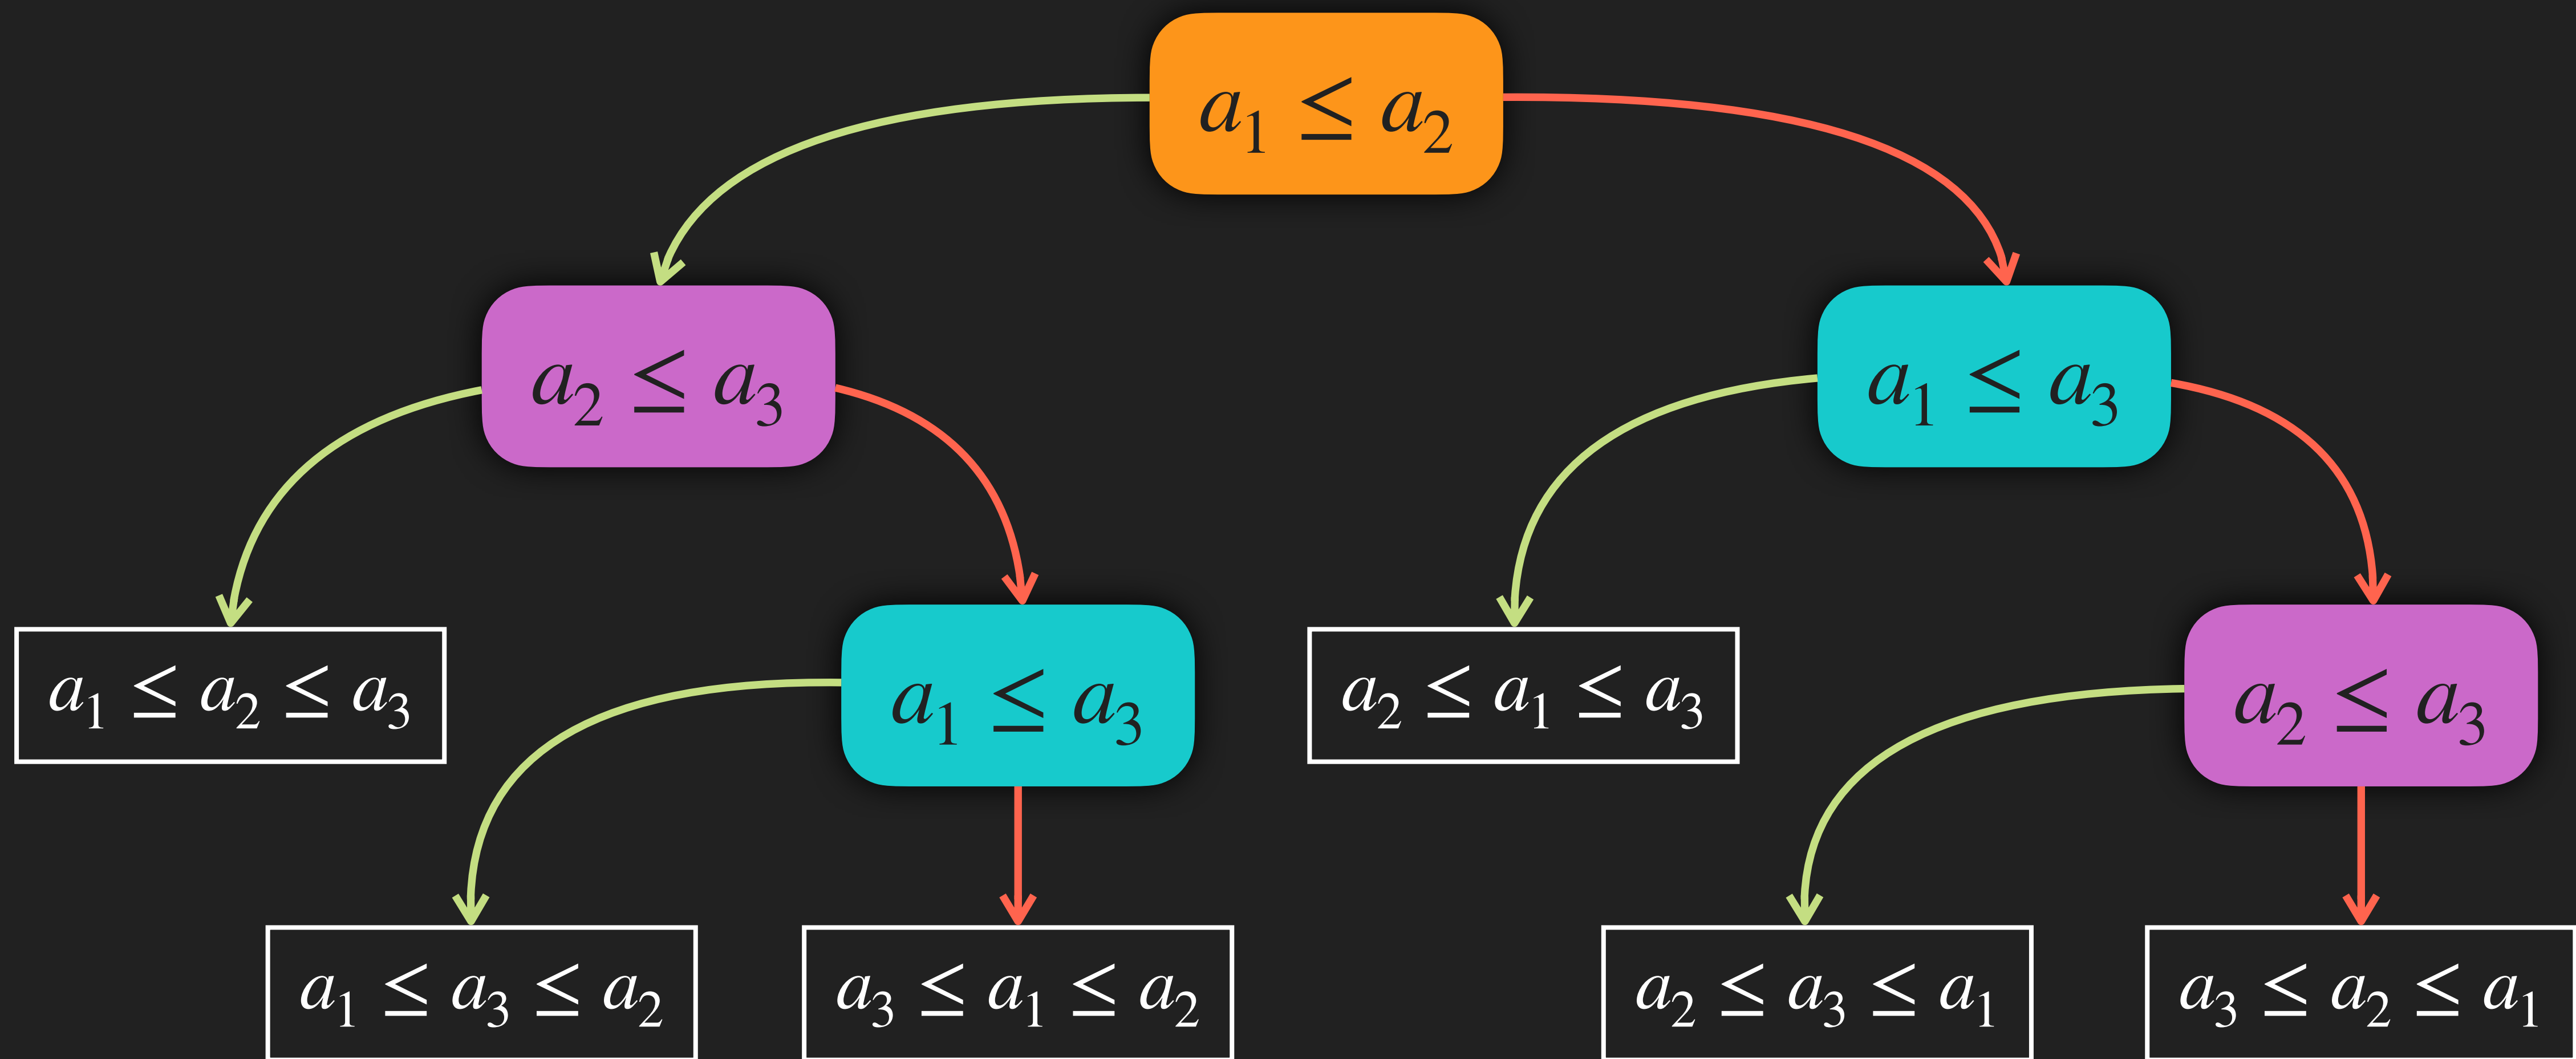 a₁ ≤ a₂
a₂ ≤ a₃
a₁ ≤ a₃
a₁ ≤ a₂ ≤ a₃
a₁ ≤ a₃
a₂ ≤ a₁ ≤ a₃
a₂ ≤ a₃
a₁ ≤ a₃ ≤ a₂
a₃ ≤ a₁ ≤ a₂
a₂ ≤ a₃ ≤ a₁
a₃ ≤ a₂ ≤ a₁